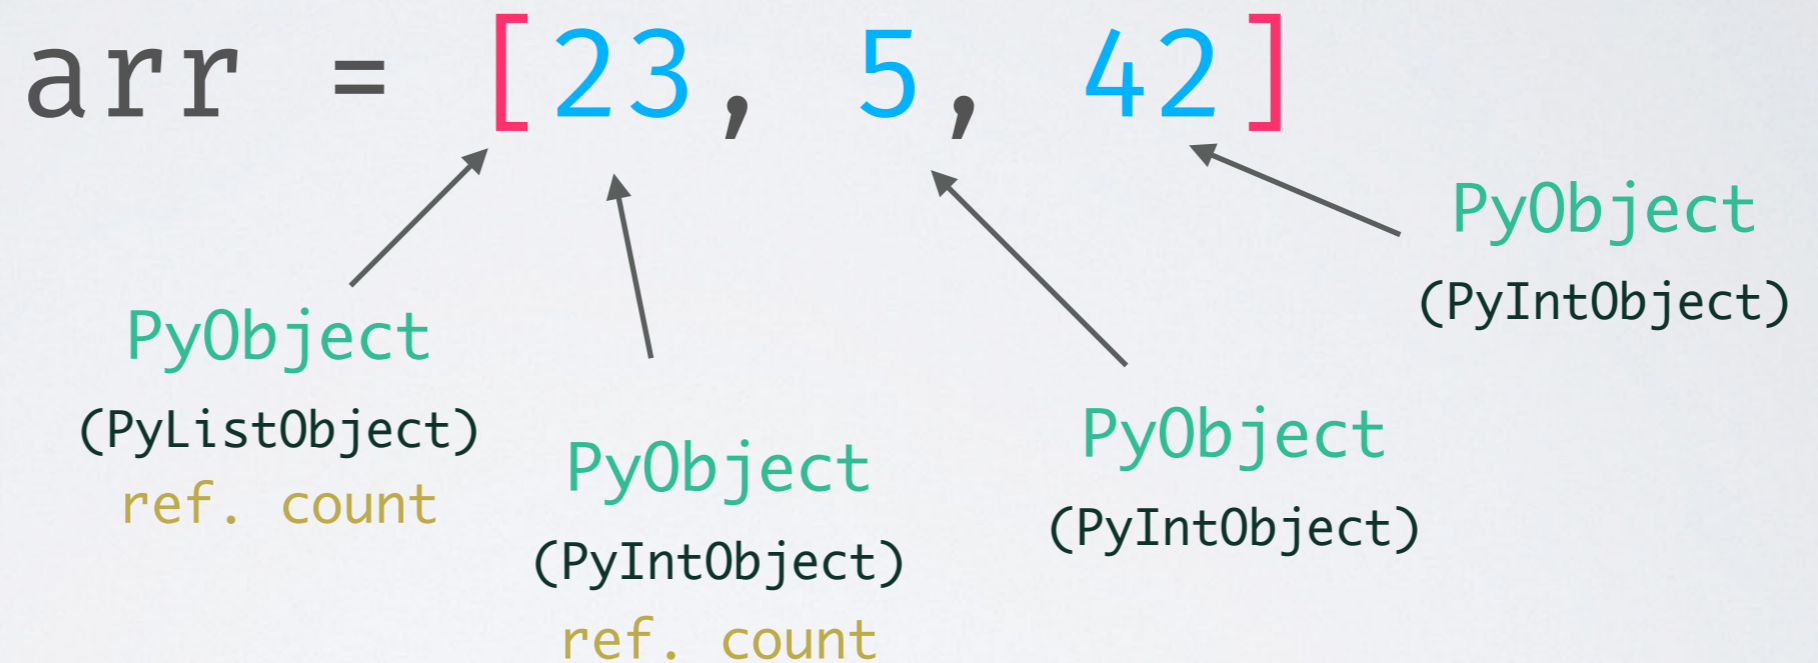 arr = [23, 5, 42]
PyObject
(PyListObject)
ref. count
PyObject
(PyIntObject)
ref. count
PyObject
(PyIntObject)
PyObject
(PyIntObject)